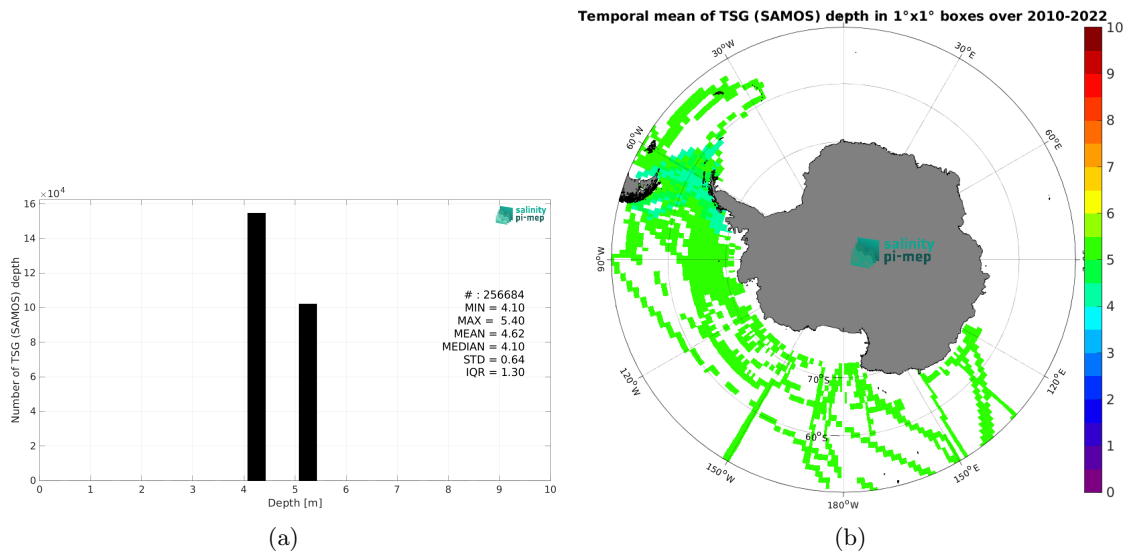 ×10⁴
16
14
12
10
8
6
4
2
0
Number of TSG (SAMOS) depth
0 1 2 3 4 5 6 7 8 9 10
Depth [m]
salinity
pi-mep
# : 256684
MIN = 4.10
MAX = 5.40
MEAN = 4.62
MEDIAN = 4.10
STD = 0.64
IQR = 1.30
(a)
Temporal mean of TSG (SAMOS) depth in 1°x1° boxes over 2010-2022
30°W
30°E
60°W
60°E
90°W
120°W
120°E
150°W
150°E
180°W
70°S
60°S
salinity
pi-mep
10
9
8
7
6
5
4
3
2
1
0
(b)